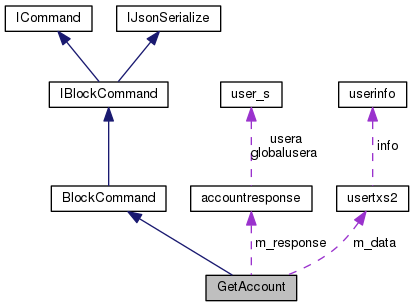 ICommand
IJsonSerialize
IBlockCommand
user_s
userinfo
usera
globalusera
info
BlockCommand
accountresponse
usertxs2
m_response
m_data
GetAccount